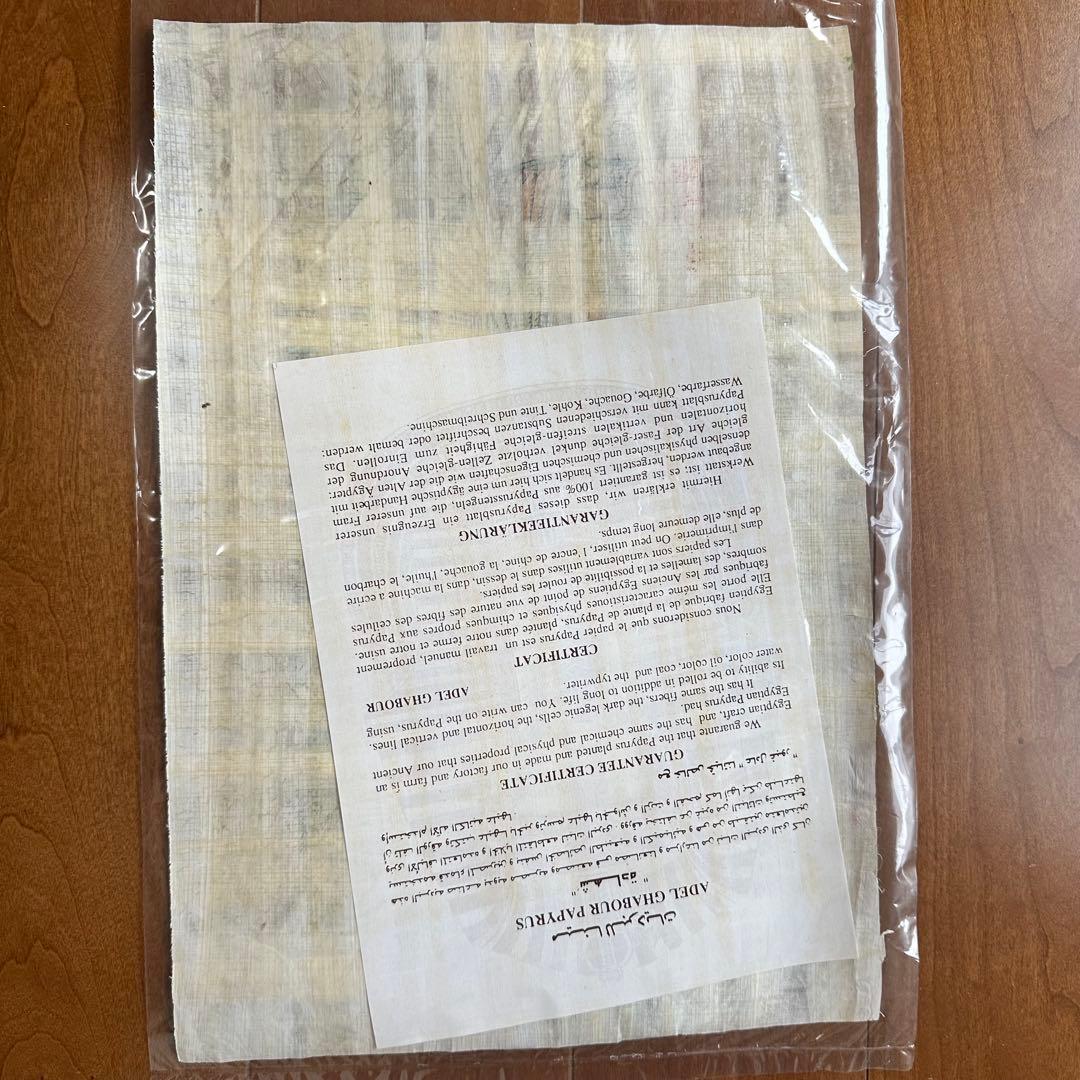 ADEL GHABOUR PAPYRUS
"شهادة"
GUARANTEE CERTIFICATE
We guarantee that the Papyrus planted and made in our factory and farm is an
Egyptian craft, and has the same chemical and physical properties that our Ancient
Egyptian Papyrus had.
It has the same fibers, the dark legenic cells, the horizontal and vertical lines.
Its ability to be rolled in addition to long life. You can write on the Papyrus, using
water color, oil color, coal and the typwriter.
ADEL GHABOUR
CERTIFICAT
Nous considerons que le papier Papyrus est un travail manuel, proprement
Egyptien fabrique de la plante de Papyrus, plantée dans notre ferme et notre usine.
Elle porte les méme caracteristiques physiques et chimques propres aux Papyrus
fabriques par les Anciens Egyptiens de point de vue nature des fibres des cellules
sombres, des lamelles et la possibilite de rouler les papiers.
Les papiers sont variablement utilises dans le dessin, dans la machine a ecrire
dans l'imprimerie. On peut utiliser, l'encre de chine, la gouache, l'huile, le charbon
de plus, elle demeure long temps.
GARANTIEEKLÄRUNG
Hiermit erklären wir, dass dieses Papyrusblatt ein Erzeugnis unserer
Werkstatt ist. es ist garantiert 100% aus Papyrusstengeln, die auf unserer Fram
angebaut werden. hergestellt. Es handelt sich hier um eine ägyptische Handarbeit mit
denselben physikalischen und chemischen Eigenschaften wie die der Alten Ägypter:
gleiche Art der Faser-gleiche dunkel verholzte Zellen-gleiche Anordnung der
horizontalen und vertikalen streifen-gleiche Fähigheit zum Einrollen. Das
Papyrusblatt kann mit verschiedenen Substanzen beschriftet oder bemalt werden:
Wasserfarbe, Ölfarbe, Gouache, Kohle, Tinte und Schreibmaschine.